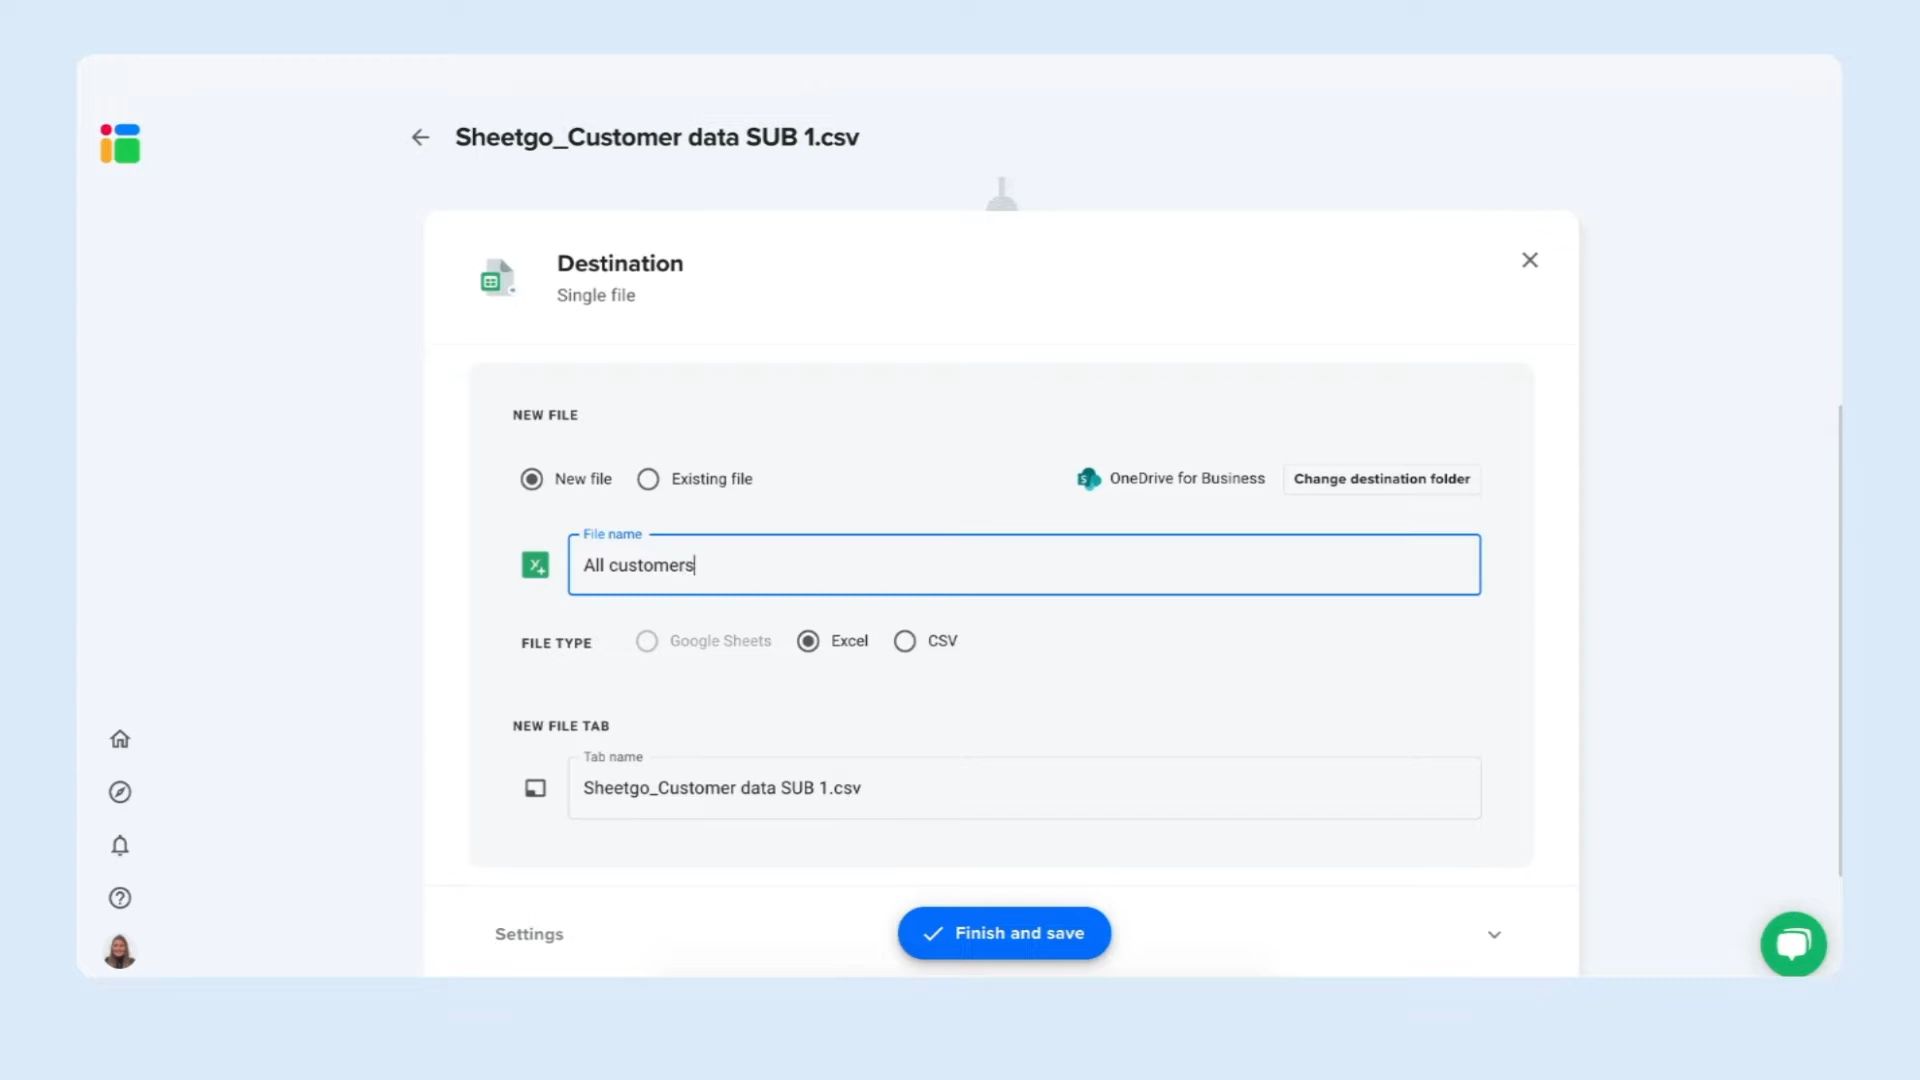 Sheetgo_Customer data SUB 1.csv
Destination
Single file
NEW FILE
New file Existing file OneDrive for Business Change destination folder
File name
All customers
FILE TYPE Google Sheets Excel CSV
NEW FILE TAB
Tab name
Sheetgo_Customer data SUB 1.csv
Settings Finish and save